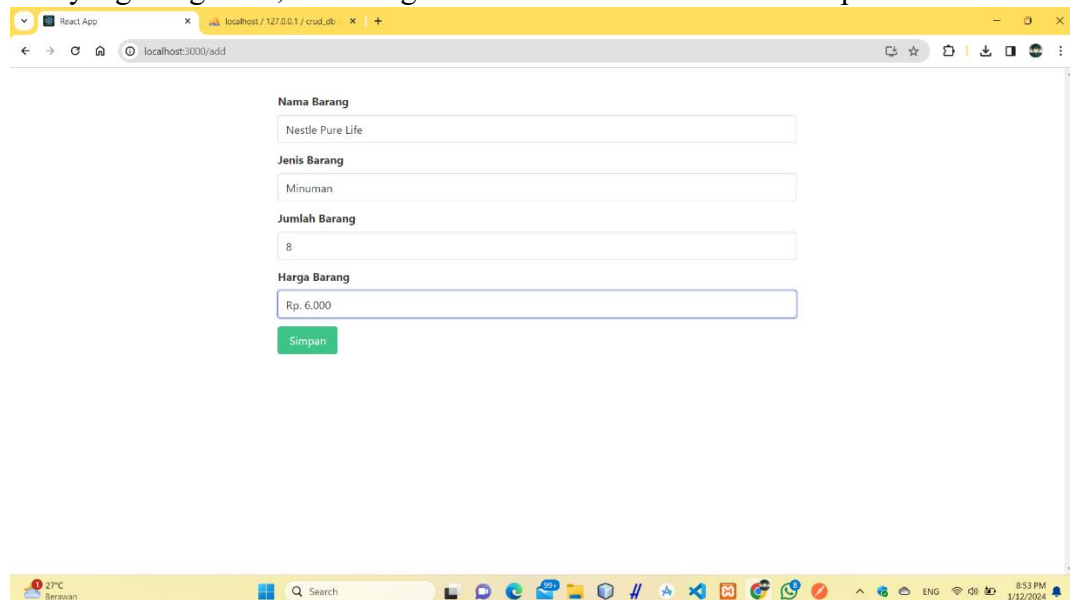 React App
localhost / 127.0.0.1 / crud_db
localhost:3000/add
Nama Barang
Nestle Pure Life
Jenis Barang
Minuman
Jumlah Barang
8
Harga Barang
Rp. 6.000
Simpan
1
27°C
Berawan
Search
99+
ENG
8:53 PM
1/12/2024